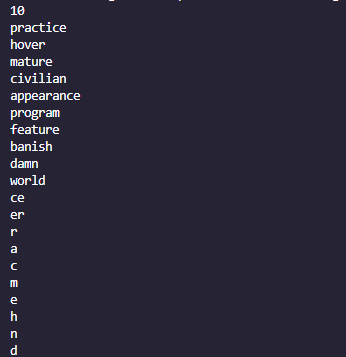 10
practice
hover
mature
civilian
appearance
program
feature
banish
damn
world
ce
er
r
a
c
m
e
h
n
d